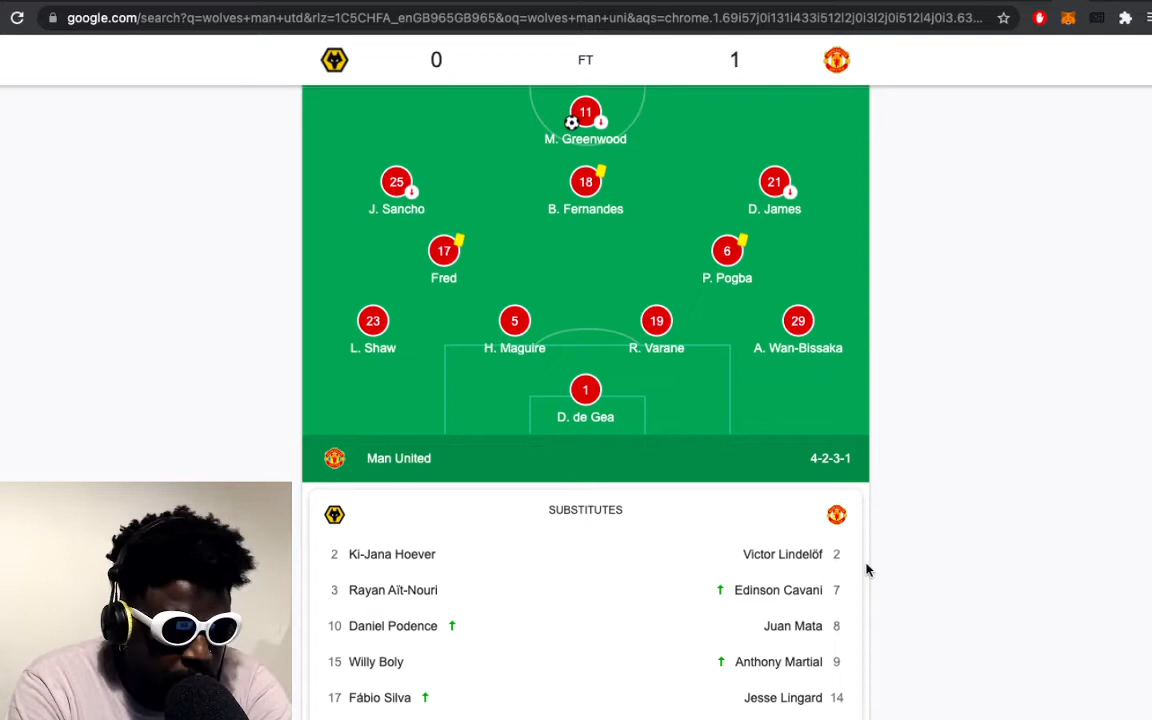 google.com/search?q=wolves+man+utd&rlz=1C5CHFA_enGB965GB965&oq=wolves+man+uni&aqs=chrome.1.69i57j0i131i433i512l2j0i3l2j0i512l4j0i3.63...
0 FT 1
11
M. Greenwood
25 18 21
J. Sancho B. Fernandes D. James
17 6
Fred P. Pogba
23 5 19 29
L. Shaw H. Maguire R. Varane A. Wan-Bissaka
1
D. de Gea
Man United 4-2-3-1
SUBSTITUTES
2 Ki-Jana Hoever Victor Lindelöf 2
3 Rayan Aït-Nouri Edinson Cavani 7
10 Daniel Podence Juan Mata 8
15 Willy Boly Anthony Martial 9
17 Fábio Silva Jesse Lingard 14